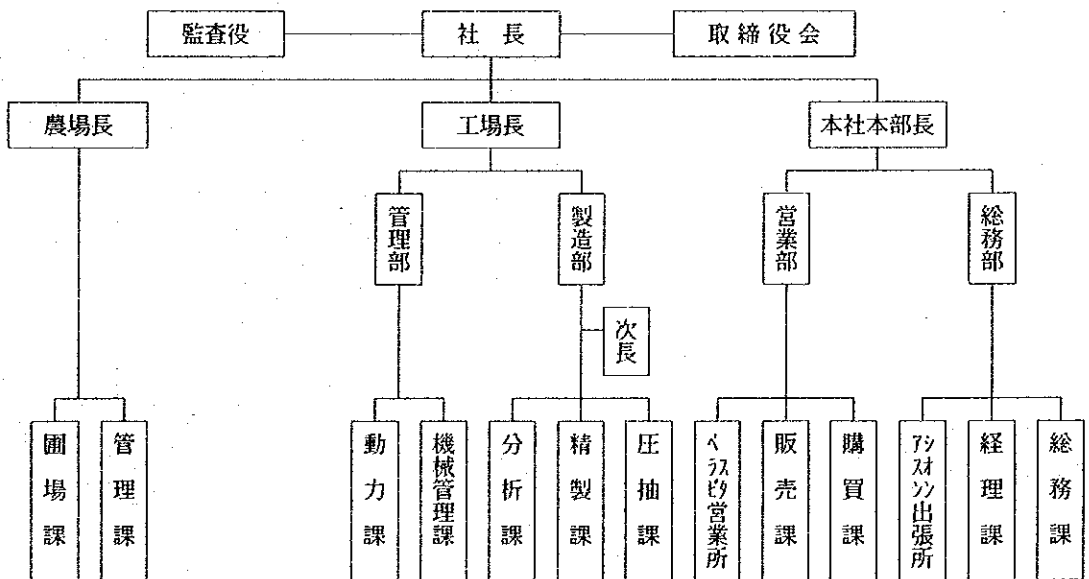 監査役
社長
取締役会
農場長
工場長
本社本部長
管理部
製造部
営業部
総務部
次長
圃場課
管理課
動力課
機械管理課
分析課
精製課
圧抽課
ベラスビタ営業所
販売課
購買課
アスンシオン出張所
経理課
総務課